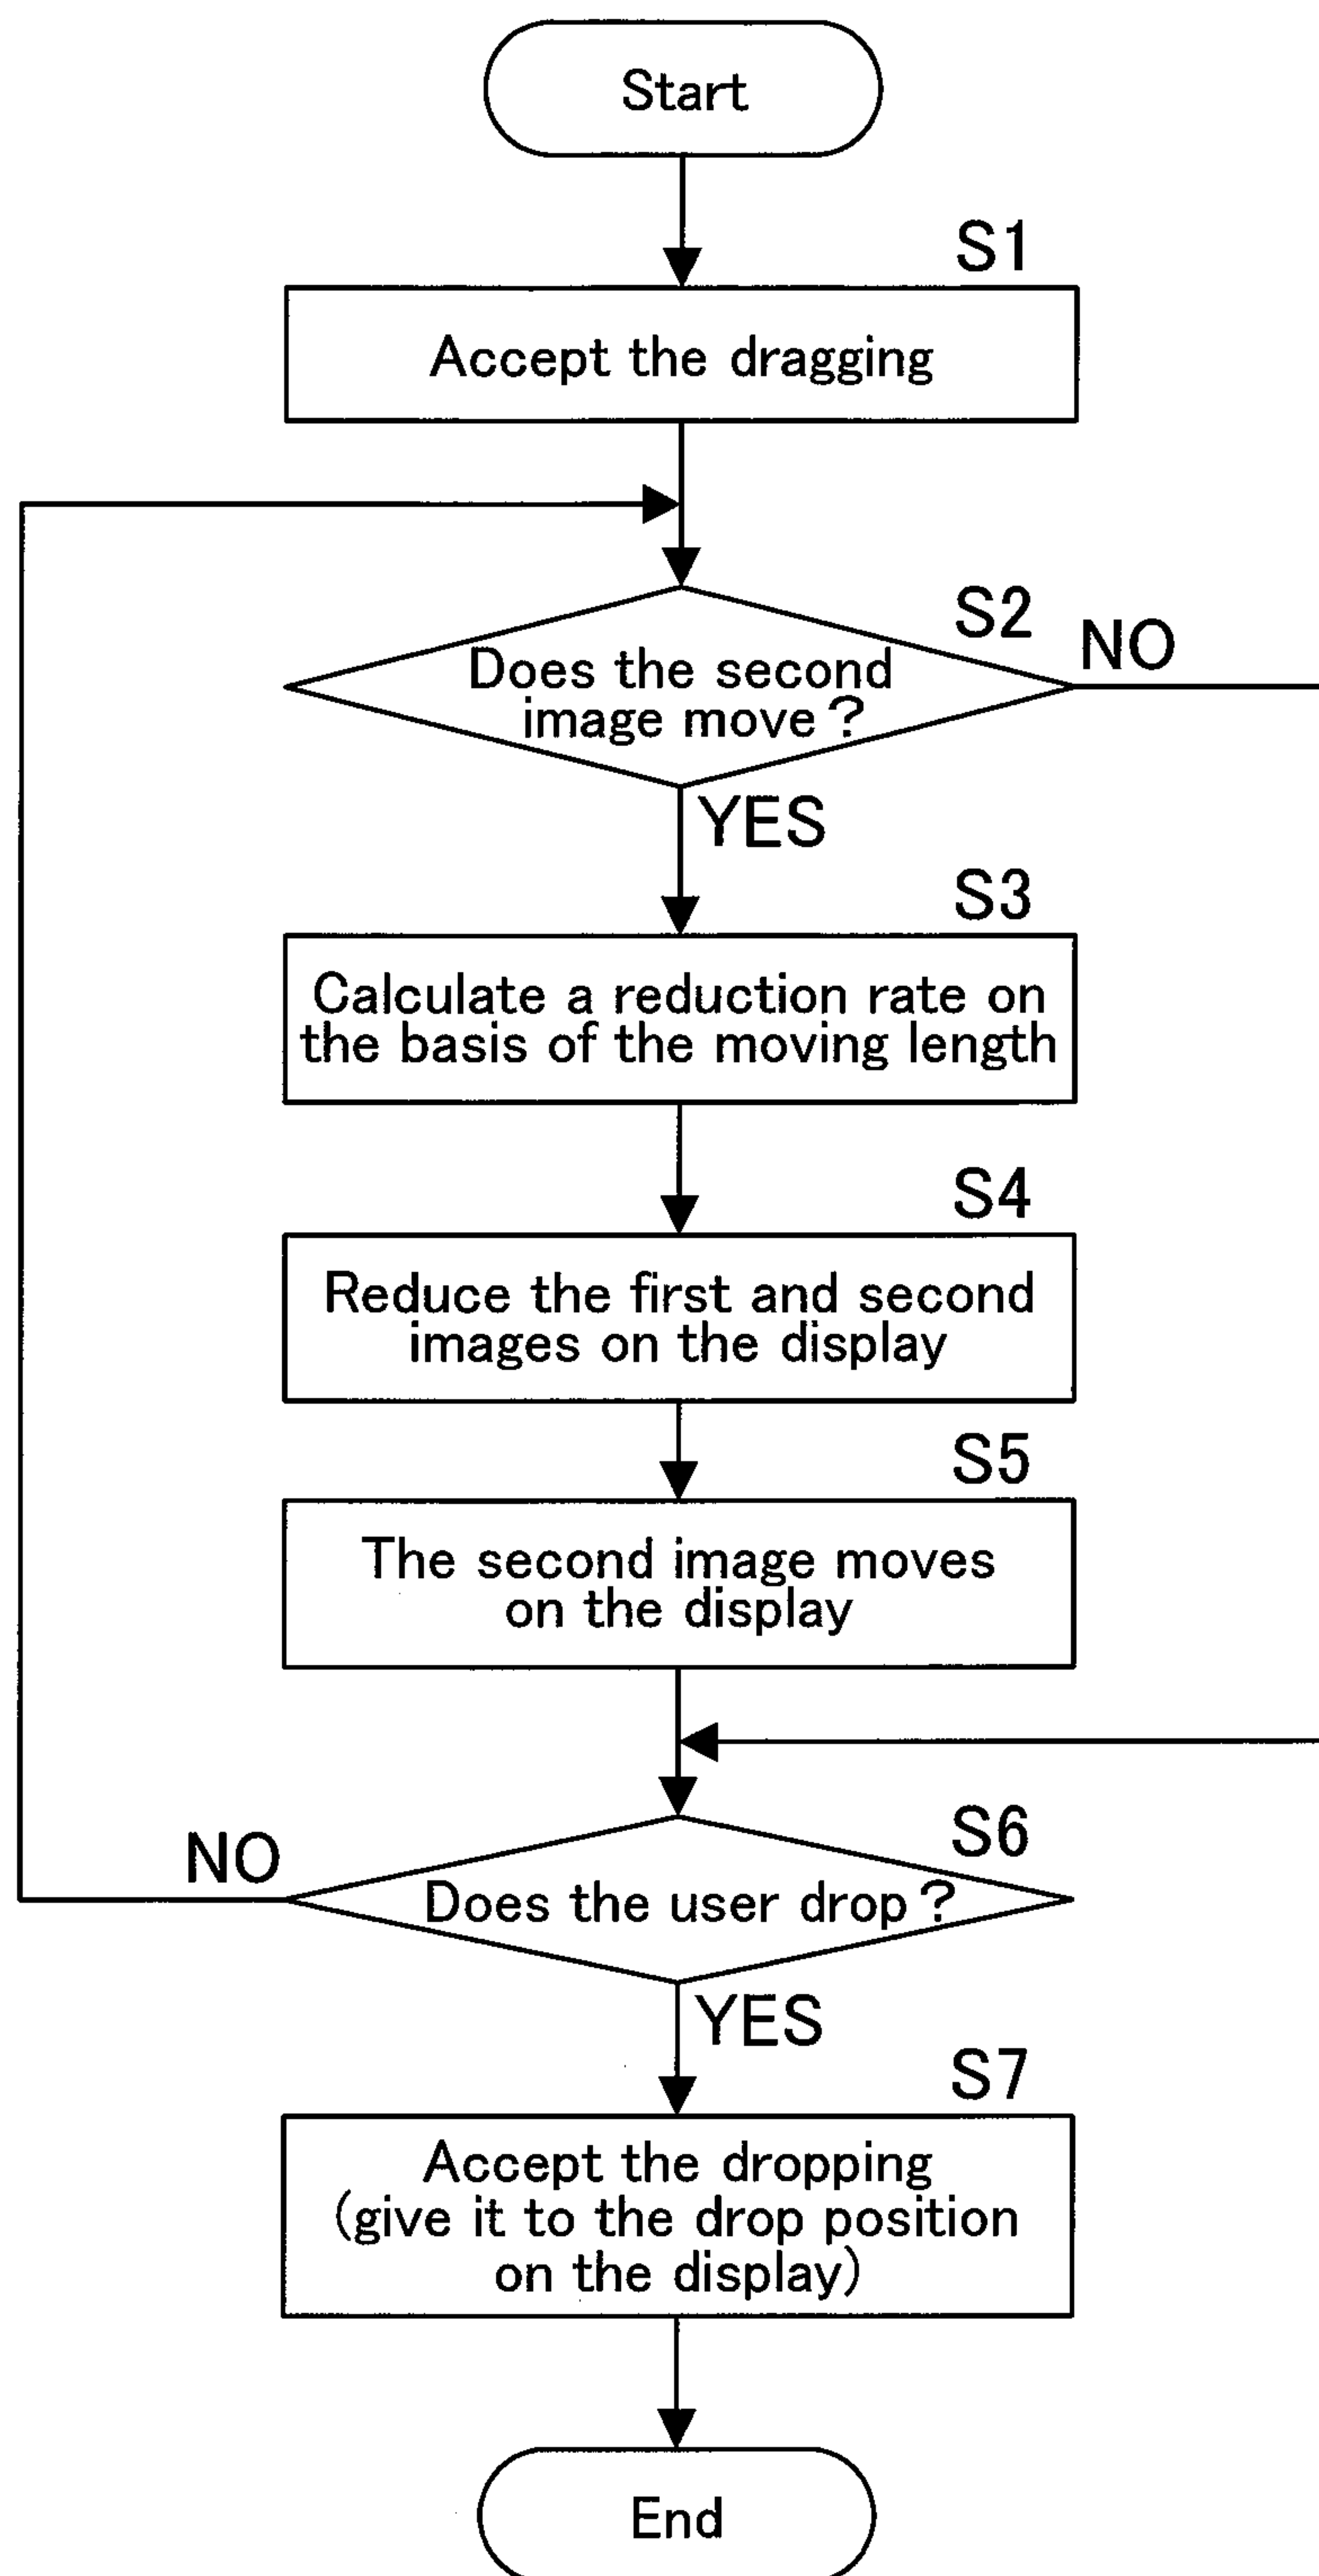 Start
S1
Accept the dragging
S2
NO
Does the second
image move?
YES
S3
Calculate a reduction rate on
the basis of the moving length
S4
Reduce the first and second
images on the display
S5
The second image moves
on the display
S6
NO
Does the user drop?
YES
S7
Accept the dropping
(give it to the drop position
on the display)
End